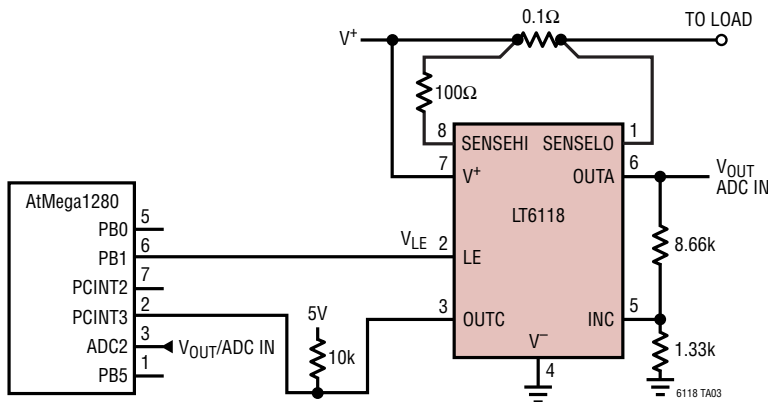 0.1Ω
TO LOAD
V+
100Ω
8
SENSEHI
SENSELO
1
7
V+
OUTA
6
VOUT
ADC IN
LT6118
AtMega1280
PB0
5
PB1
6
VLE
2
LE
8.66k
PCINT2
7
PCINT3
2
5V
3
OUTC
INC
5
ADC2
3
VOUT/ADC IN
10k
V−
1.33k
PB5
1
4
6118 TA03